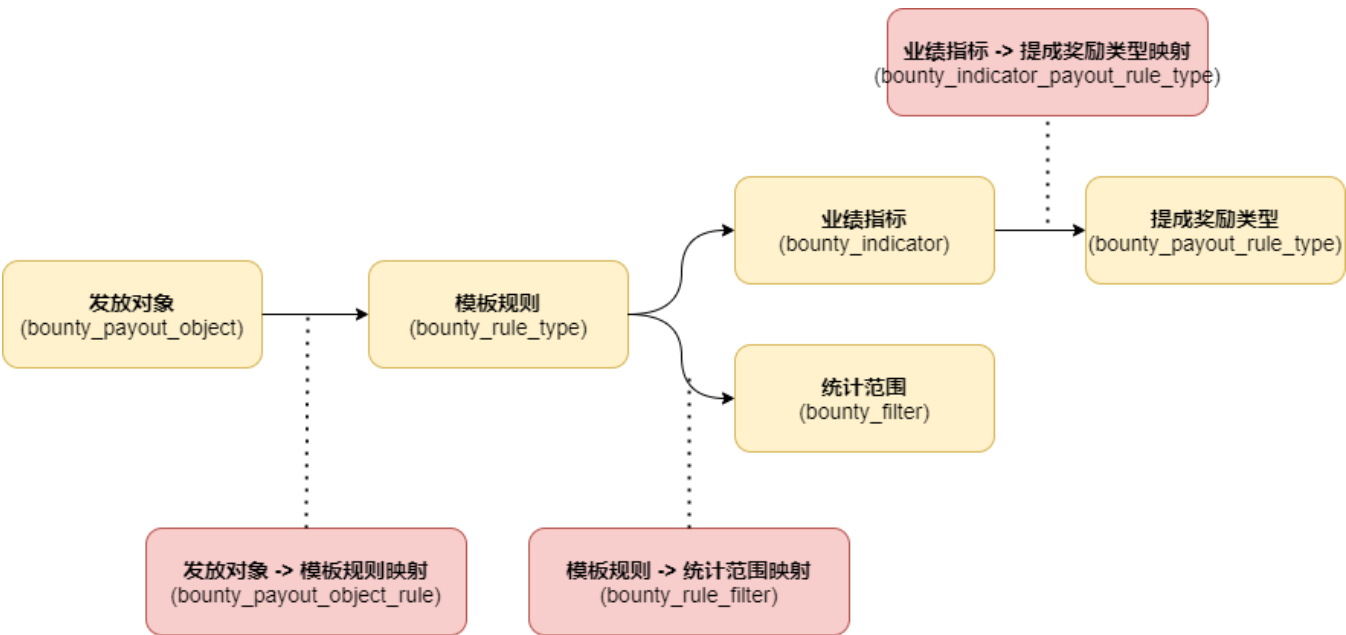 业绩指标 -> 提成奖励类型映射
(bounty_indicator_payout_rule_type)
业绩指标
(bounty_indicator)
提成奖励类型
(bounty_payout_rule_type)
发放对象
(bounty_payout_object)
模板规则
(bounty_rule_type)
统计范围
(bounty_filter)
发放对象 -> 模板规则映射
(bounty_payout_object_rule)
模板规则 -> 统计范围映射
(bounty_rule_filter)